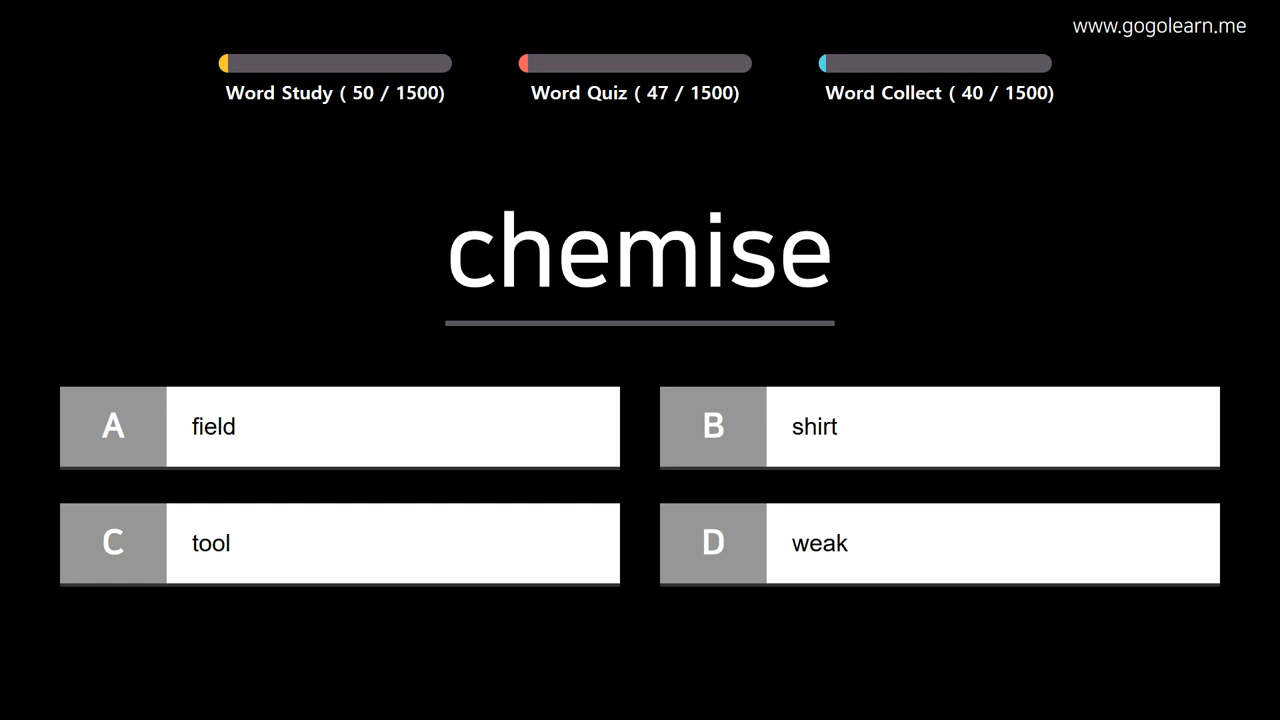 www.gogolearn.me
Word Study ( 50 / 1500)
Word Quiz ( 47 / 1500)
Word Collect ( 40 / 1500)
chemise
A field
B shirt
C tool
D weak